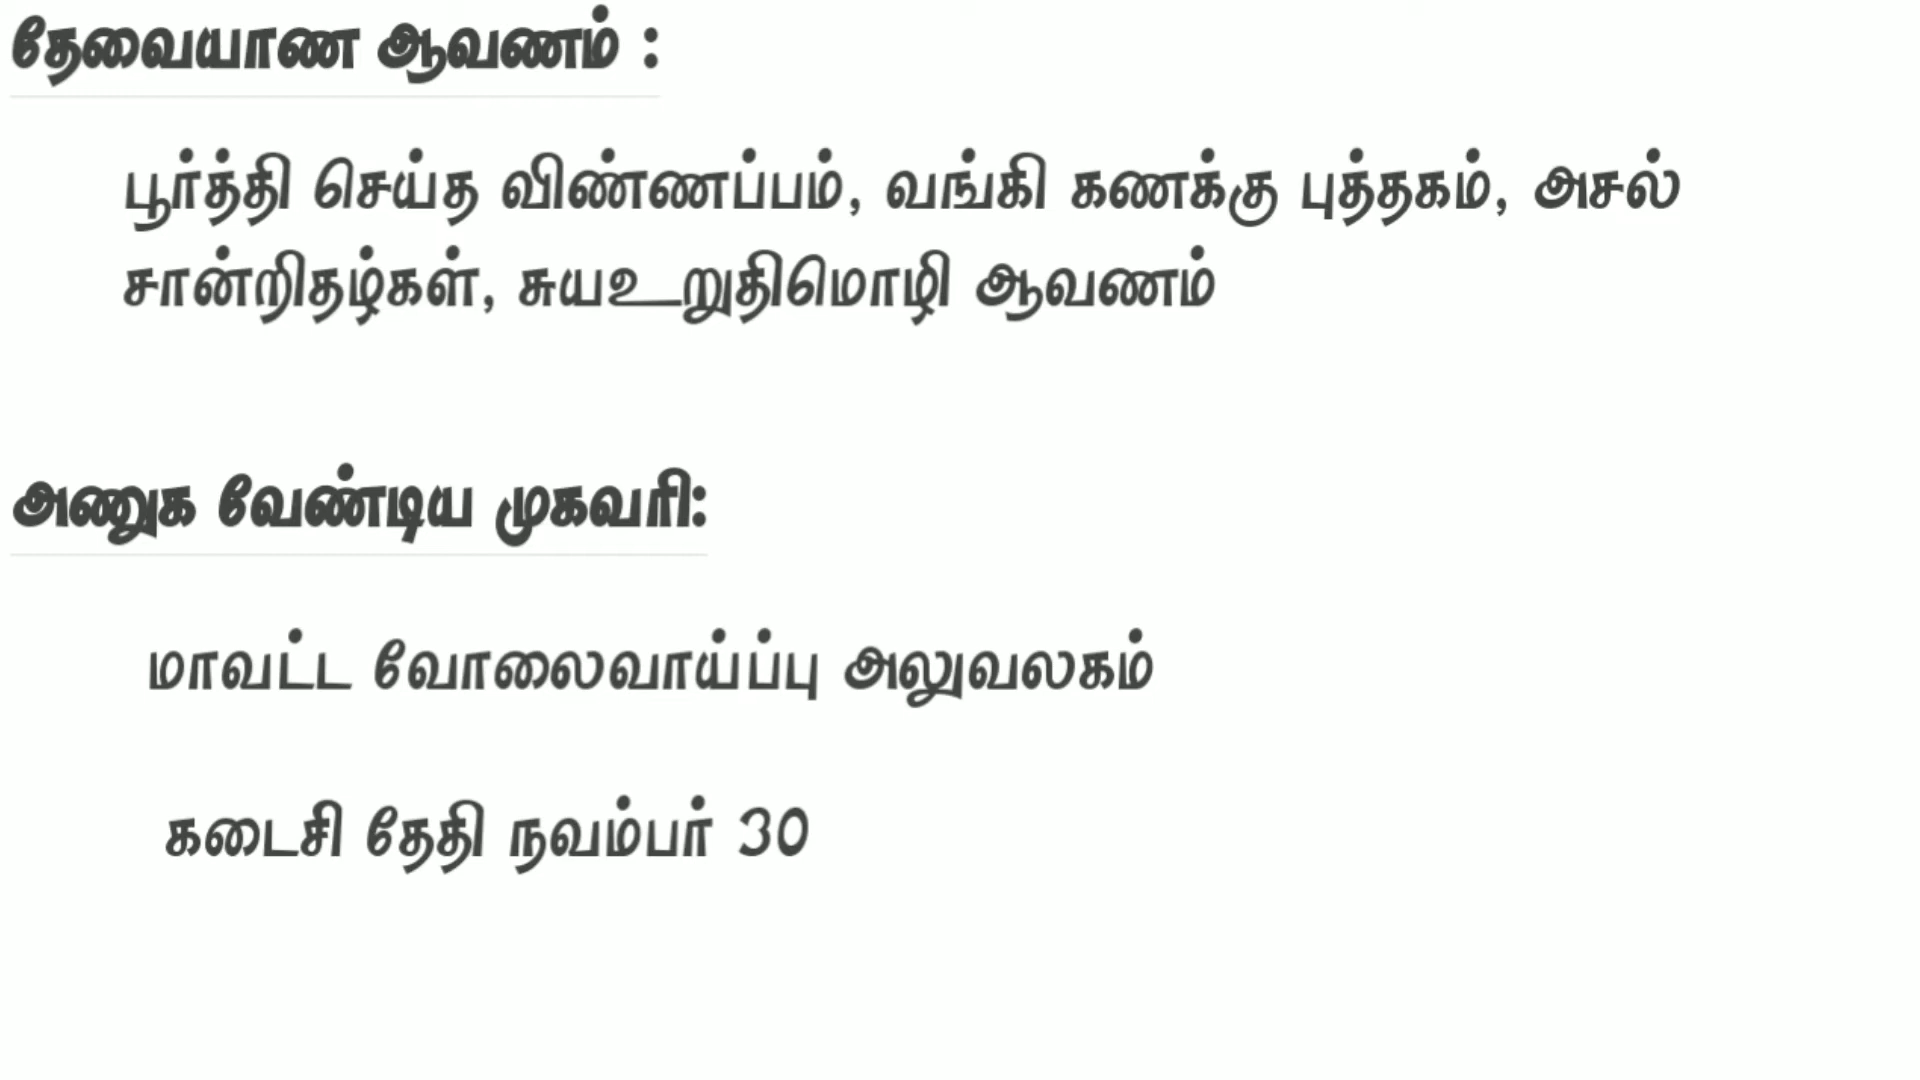 தேவையாண ஆவணம் :
பூர்த்தி செய்த விண்ணப்பம், வங்கி கணக்கு புத்தகம், அசல்
சான்றிதழ்கள், சுயஉறுதிமொழி ஆவணம்
அணுக வேண்டிய முகவரி:
மாவட்ட வேலைவாய்ப்பு அலுவலகம்
கடைசி தேதி நவம்பர் 30